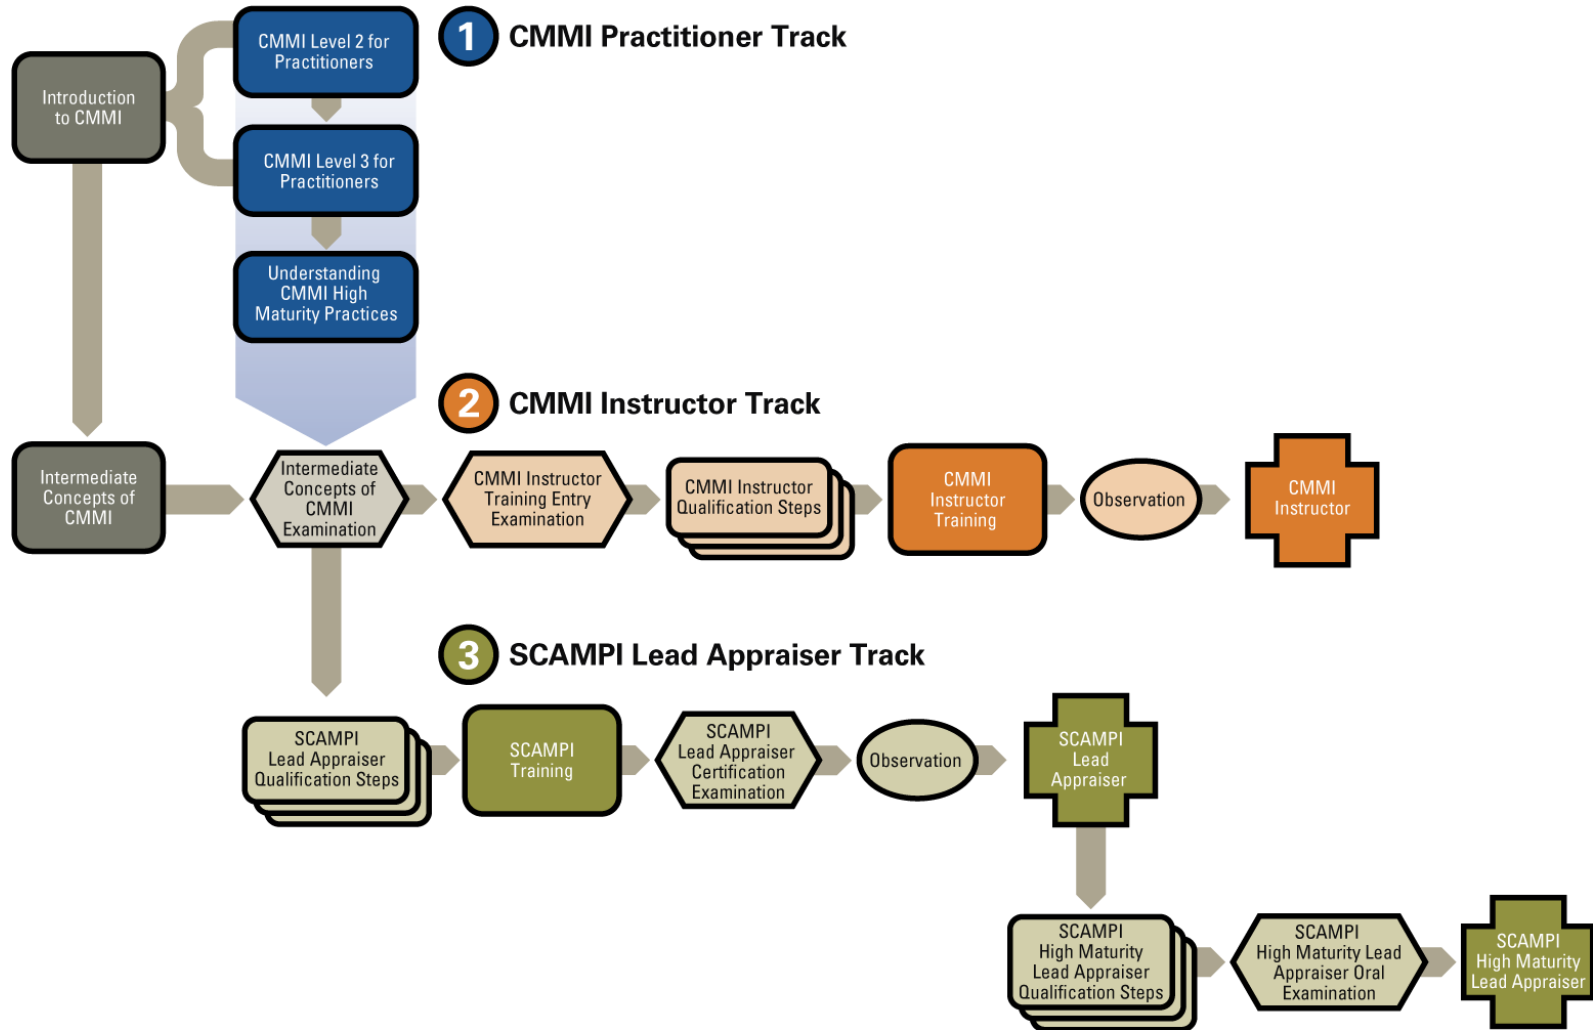 1 CMMI Practitioner Track
CMMI Level 2 for
Practitioners
Introduction
to CMMI
CMMI Level 3 for
Practitioners
Understanding
CMMI High
Maturity Practices
2 CMMI Instructor Track
Intermediate
Concepts of
CMMI
Intermediate
Concepts of
CMMI
Examination
CMMI Instructor
Training Entry
Examination
CMMI Instructor
Qualification Steps
CMMI
Instructor
Training
Observation
CMMI
Instructor
3 SCAMPI Lead Appraiser Track
SCAMPI
Lead Appraiser
Qualification Steps
SCAMPI
Training
SCAMPI
Lead Appraiser
Certification
Examination
Observation
SCAMPI
Lead
Appraiser
SCAMPI
High Maturity
Lead Appraiser
Qualification Steps
SCAMPI
High Maturity Lead
Appraiser Oral
Examination
SCAMPI
High Maturity
Lead Appraiser